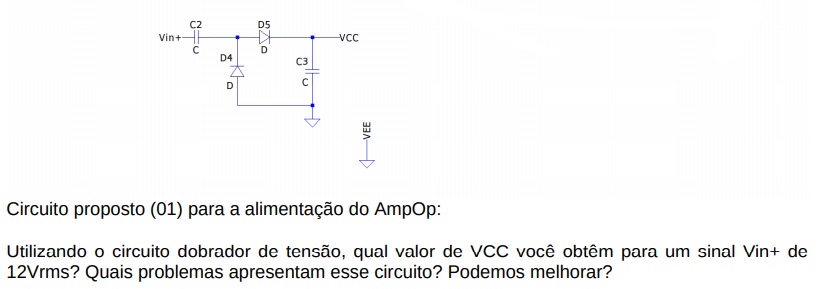 C2
D5
Vin+
VCC
C
D
D4
C3
D
C
VEE
Circuito proposto (01) para a alimentação do AmpOp:
Utilizando o circuito dobrador de tensão, qual valor de VCC você obtêm para um sinal Vin+ de
12Vrms? Quais problemas apresentam esse circuito? Podemos melhorar?